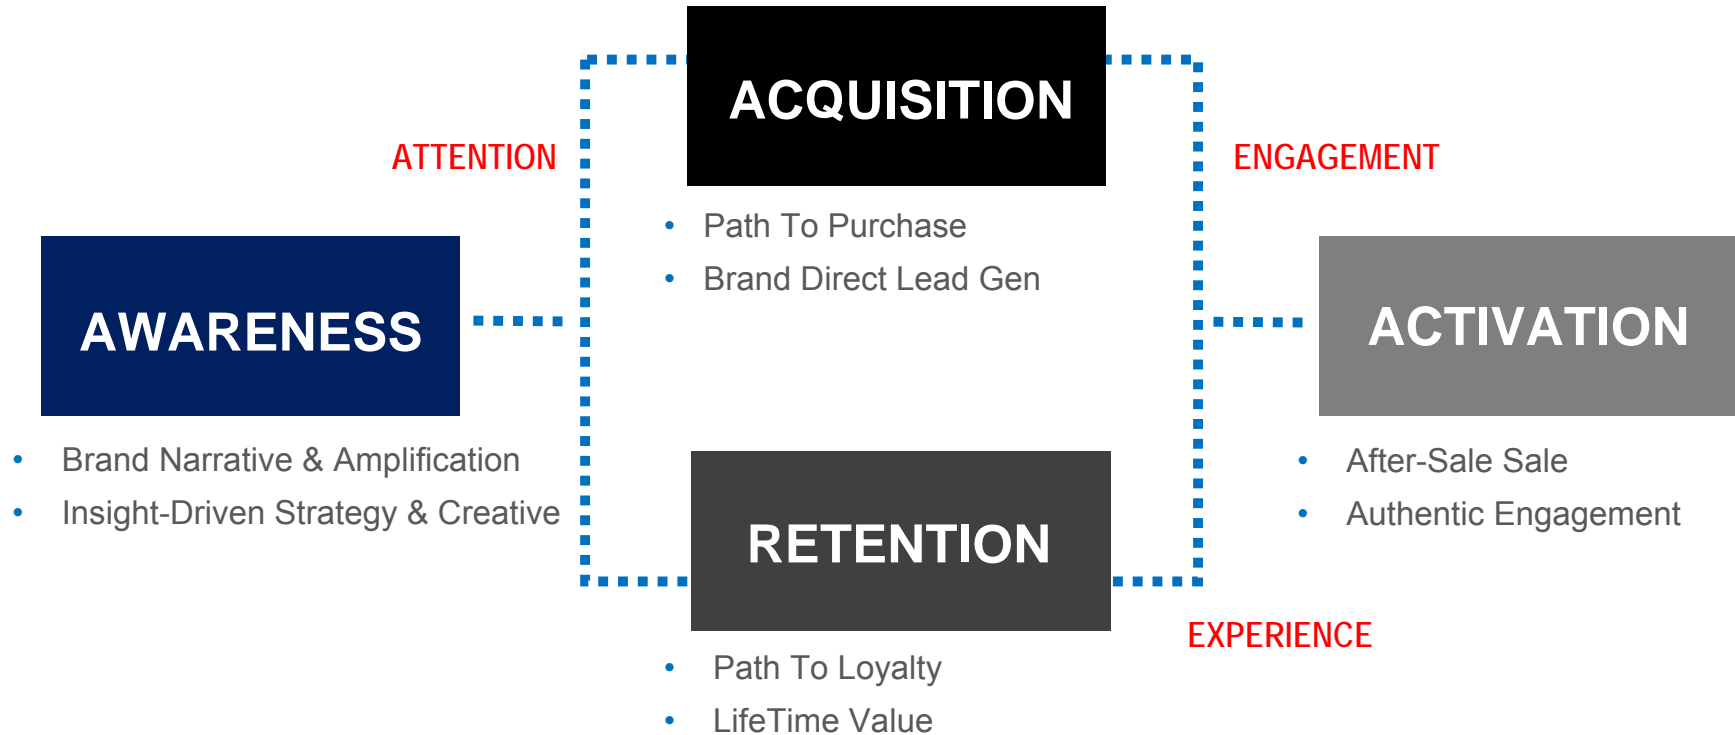 ACQUISITION
ATTENTION
ENGAGEMENT
• Path To Purchase
• Brand Direct Lead Gen
AWARENESS
ACTIVATION
• Brand Narrative & Amplification
• Insight-Driven Strategy & Creative
• After-Sale Sale
• Authentic Engagement
RETENTION
EXPERIENCE
• Path To Loyalty
• LifeTime Value